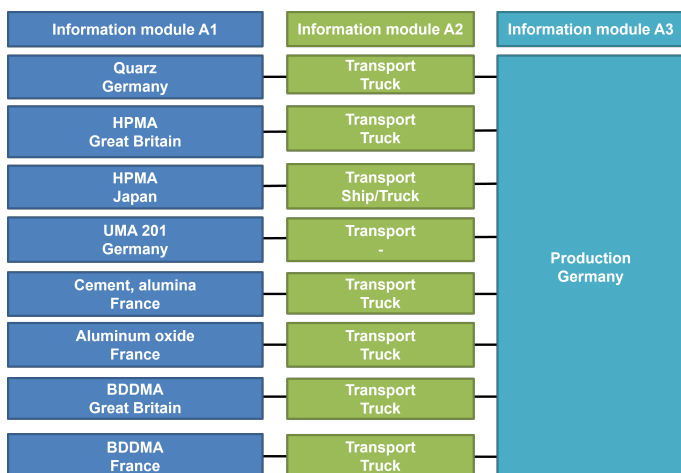 Information module A1
Information module A2
Information module A3
Quarz
Germany
Transport
Truck
HPMA
Great Britain
Transport
Truck
HPMA
Japan
Transport
Ship/Truck
UMA 201
Germany
Transport
-
Production
Germany
Cement, alumina
France
Transport
Truck
Aluminum oxide
France
Transport
Truck
BDDMA
Great Britain
Transport
Truck
BDDMA
France
Transport
Truck